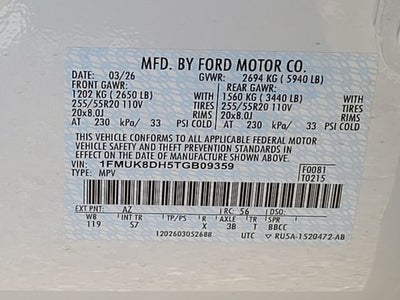 MFD. BY FORD MOTOR CO.
DATE: 03/26 GVWR: 2694 KG ( 5940 LB)
FRONT GAWR: REAR GAWR:
1202 KG ( 2650 LB) WITH 1560 KG ( 3440 LB) WITH
255/55R20 110V TIRES 255/55R20 110V TIRES
20x8.0J RIMS 20x8.0J RIMS
AT 230 kPa/ 33 PSI COLD AT 230 kPa/ 33 PSI COLD
THIS VEHICLE CONFORMS TO ALL APPLICABLE FEDERAL MOTOR
VEHICLE SAFETY AND THEFT PREVENTION STANDARDS IN
EFFECT ON THE DATE OF MANUFACTURE SHOWN ABOVE.
VIN: 1FMUK8DH5TGB09359 F0081
TYPE: MPV T0215
EXT PNT: AZ RC: 56 DSO:
WB INT TR TP/PS R AXLE TR SPR
119 S7 X 3B T BBCC
1202603052688 UTC RU5A-1520472-AB